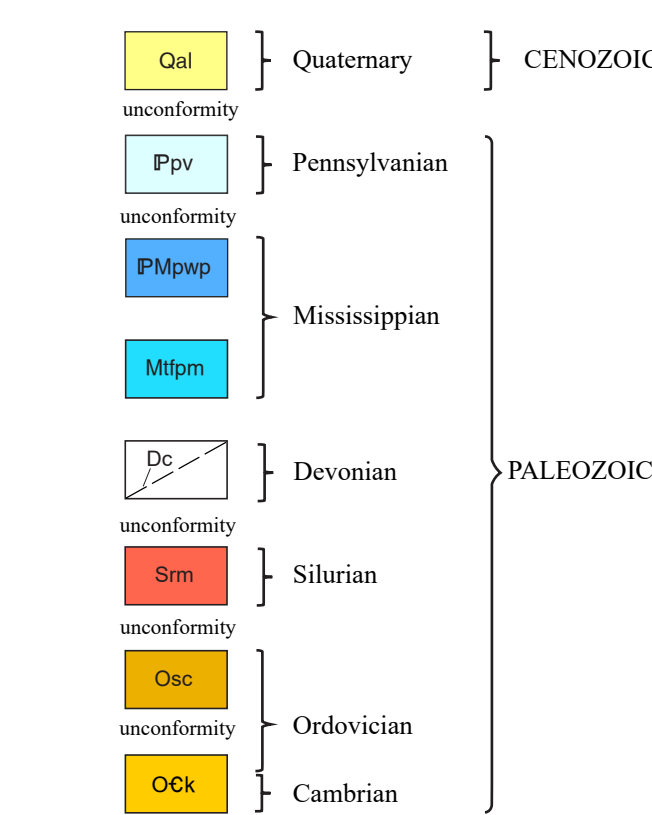 Qal Quaternary CENOZOIC
unconformity
ℙpv Pennsylvanian
unconformity
ℙMpwp
Mississippian
Mtfpm
Dc Devonian PALEOZOIC
unconformity
Srm Silurian
unconformity
Osc
unconformity Ordovician
O€k Cambrian